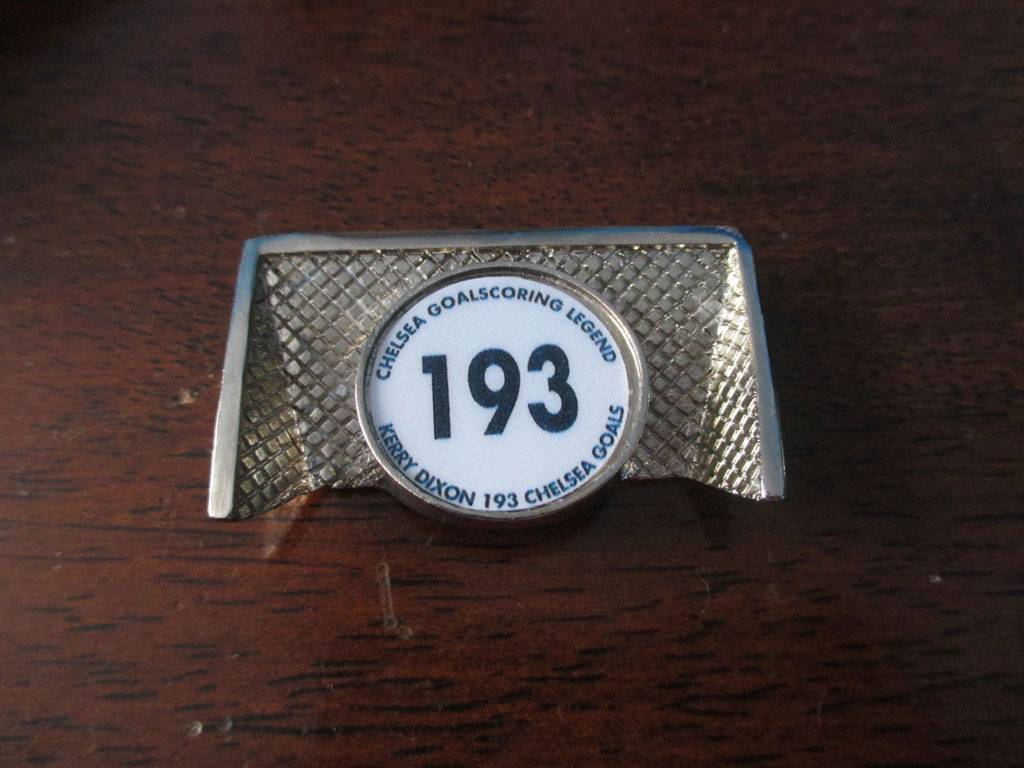 CHELSEA GOALSCORING LEGEND
193
KERRY DIXON 193 CHELSEA GOALS